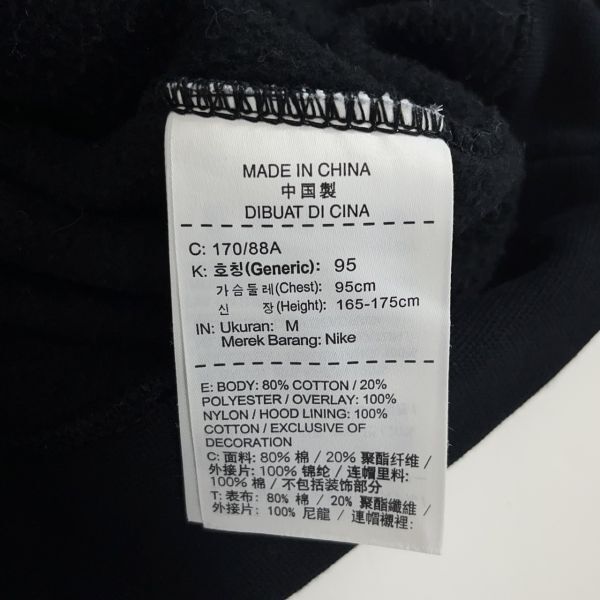 MADE IN CHINA
中国製
DIBUAT DI CINA
C: 170/88A
K: 호칭(Generic): 95
가슴둘레(Chest): 95cm
신 장(Height): 165-175cm
IN: Ukuran: M
Merek Barang: Nike
E: BODY: 80% COTTON / 20%
POLYESTER / OVERLAY: 100%
NYLON / HOOD LINING: 100%
COTTON / EXCLUSIVE OF
DECORATION
C: 面料: 80% 棉 / 20% 聚酯纤维 /
外接片: 100% 锦纶 / 连帽里料:
100% 棉 / 不包括装饰部分
T: 表布: 80% 棉 / 20% 聚酯纖維 /
外接片: 100% 尼龍 / 連帽襯裡: